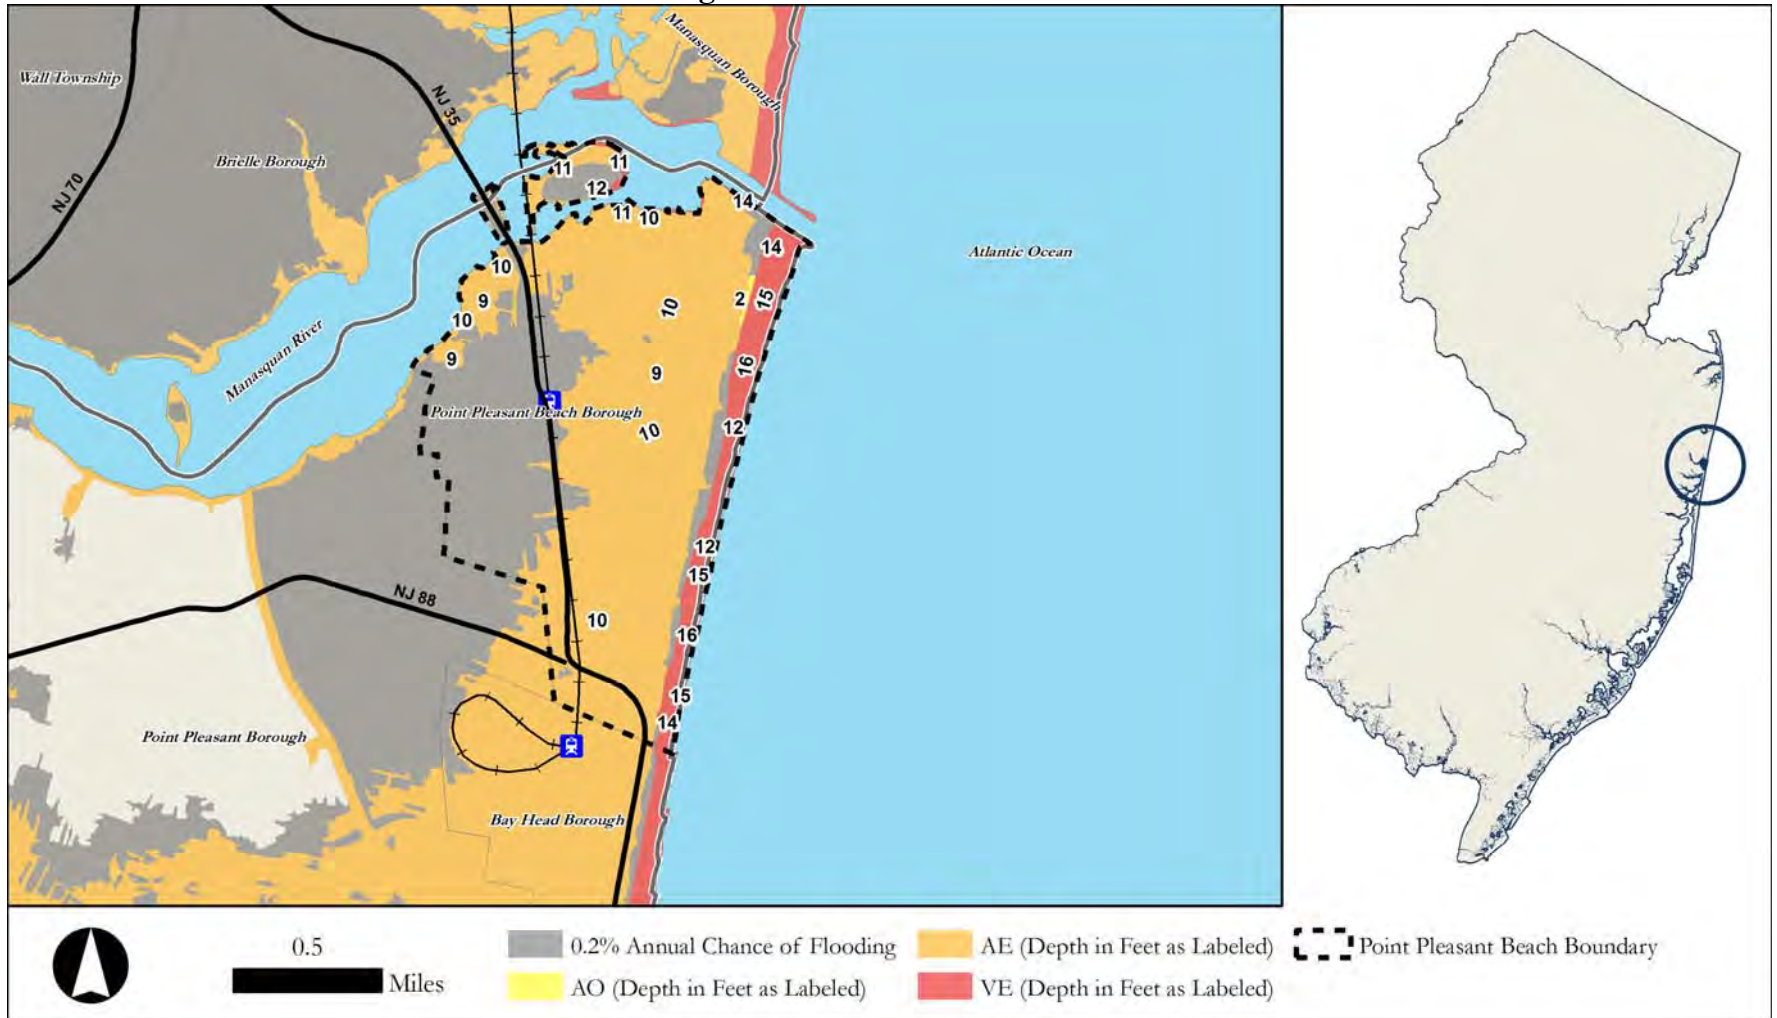 Manasquan Borough
Wall Township
NJ 35
Brielle Borough
NJ 70
11
11
12
11
10
14
14
Atlantic Ocean
10
9
10
10
2
15
Manasquan River
9
9
16
Point Pleasant Beach Borough
10
12
12
15
NJ 88
10
16
15
14
Point Pleasant Borough
Bay Head Borough
0.5
Miles
0.2% Annual Chance of Flooding
AO (Depth in Feet as Labeled)
AE (Depth in Feet as Labeled)
VE (Depth in Feet as Labeled)
Point Pleasant Beach Boundary